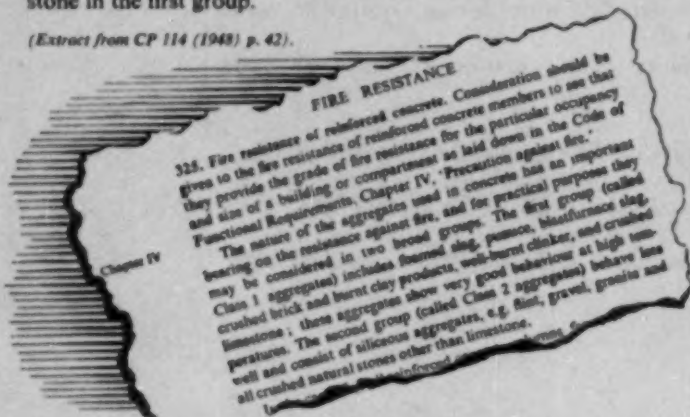 stone in the first group.
(Extract from CP 114 (1948) p. 42).
FIRE RESISTANCE
325. Fire resistance of reinforced concrete. Consideration should be
given to the fire resistance of reinforced concrete members to see that
they provide the grade of fire resistance for the particular occupancy
and size of a building or compartment as laid down in the Code of
Functional Requirements, Chapter IV, 'Precaution against fire.'
Chapter IV
The nature of the aggregates used in concrete has an important
bearing on the resistance against fire, and for practical purposes they
may be considered in two broad groups. The first group (called
Class 1 aggregates) includes foamed slag, pumice, blastfurnace slag,
crushed brick and burnt clay products, well-burnt clinker, and crushed
limestone; these aggregates show very good behaviour at high tem-
peratures. The second group (called Class 2 aggregates) behave less
well and consist of siliceous aggregates, e.g. flint, gravel, granite and
all crushed natural stones other than limestone.